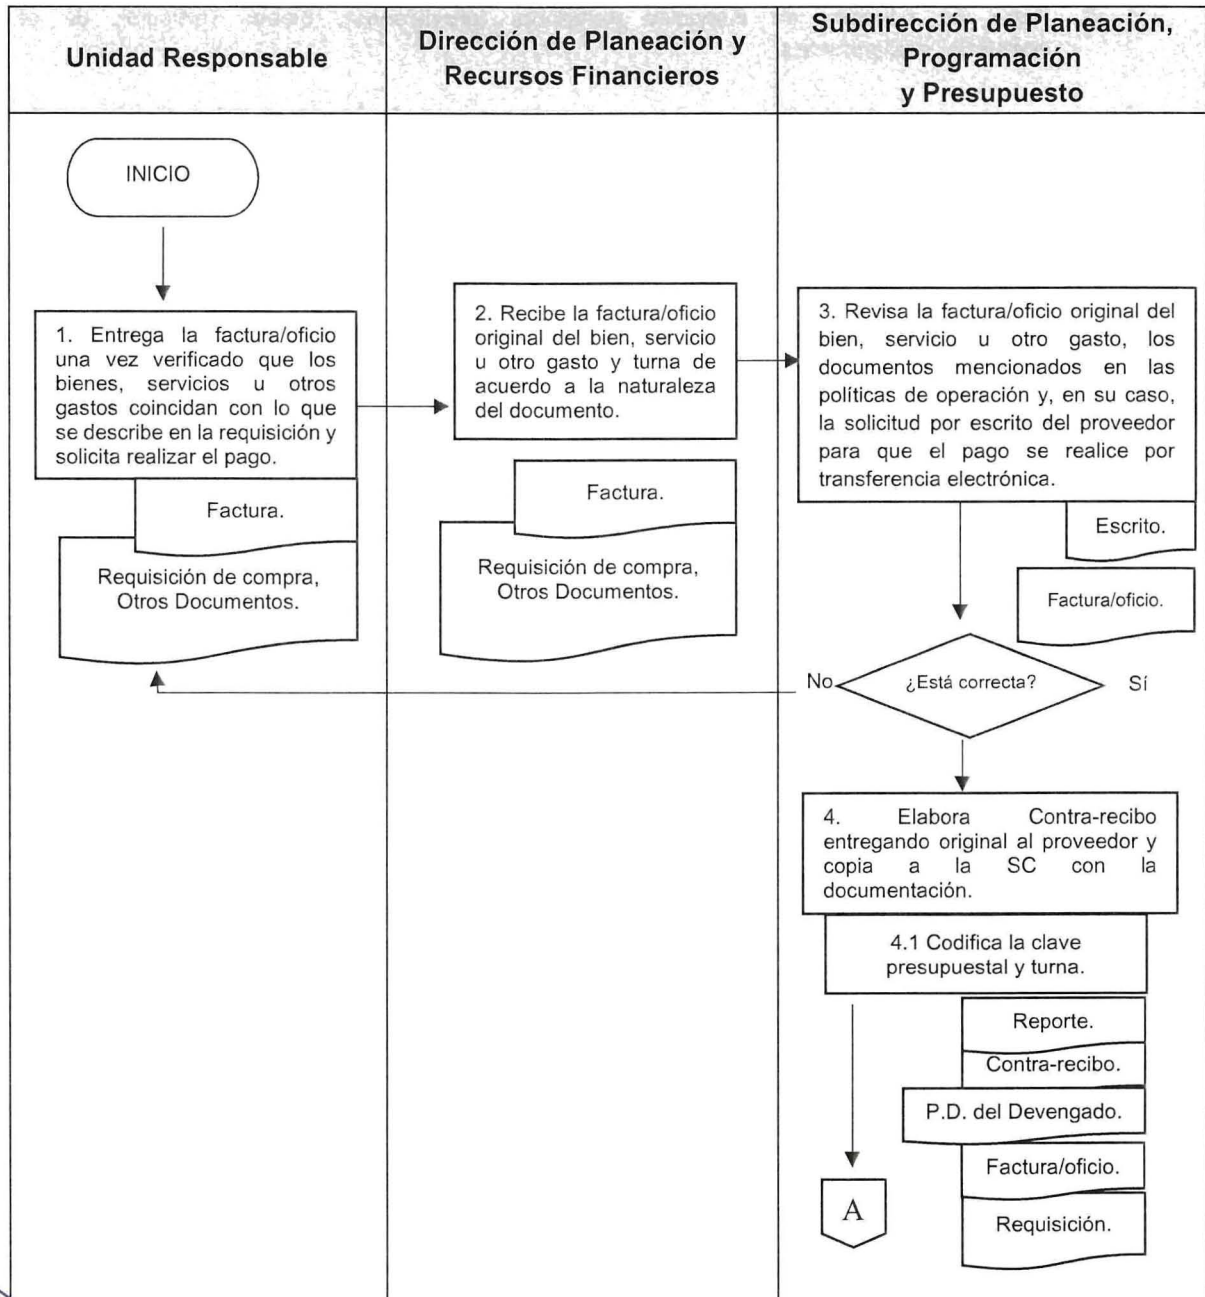 Unidad Responsable
Dirección de Planeación y
Recursos Financieros
Subdirección de Planeación,
Programación
y Presupuesto
INICIO
1. Entrega la factura/oficio
una vez verificado que los
bienes, servicios u otros
gastos coincidan con lo que
se describe en la requisición y
solicita realizar el pago.
Factura.
Requisición de compra,
Otros Documentos.
2. Recibe la factura/oficio
original del bien, servicio
u otro gasto y turna de
acuerdo a la naturaleza
del documento.
Factura.
Requisición de compra,
Otros Documentos.
3. Revisa la factura/oficio original del
bien, servicio u otro gasto, los
documentos mencionados en las
políticas de operación y, en su caso,
la solicitud por escrito del proveedor
para que el pago se realice por
transferencia electrónica.
Escrito.
Factura/oficio.
No
¿Está correcta?
Sí
4. Elabora Contra-recibo
entregando original al proveedor y
copia a la SC con la
documentación.
4.1 Codifica la clave
presupuestal y turna.
Reporte.
Contra-recibo.
P.D. del Devengado.
Factura/oficio.
Requisición.
A